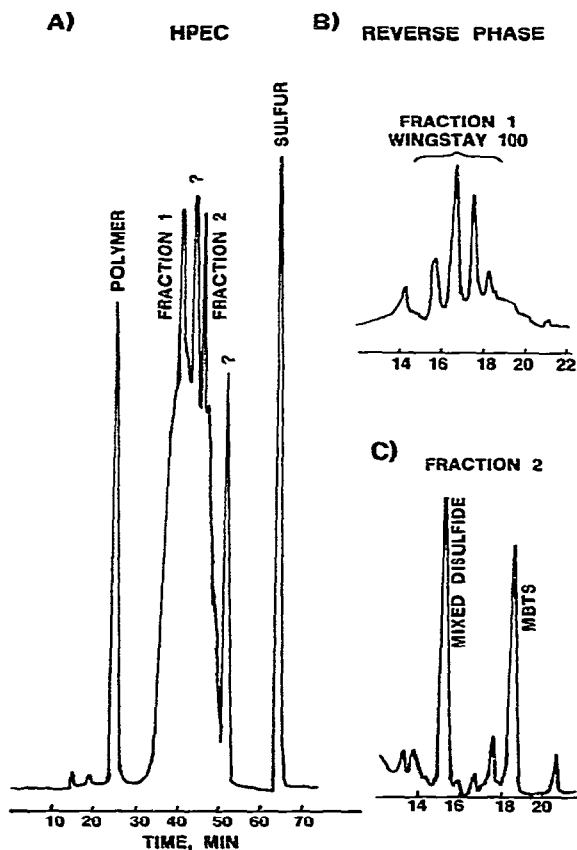 A)
HPEC
POLYMER
FRACTION 1
?
FRACTION 2
?
SULFUR
10 20 30 40 50 60 70
TIME, MIN
B)
REVERSE PHASE
FRACTION 1
WINGSTAY 100
14 16 18 20 22
C)
FRACTION 2
MIXED DISULFIDE
MBTS
14 16 18 20